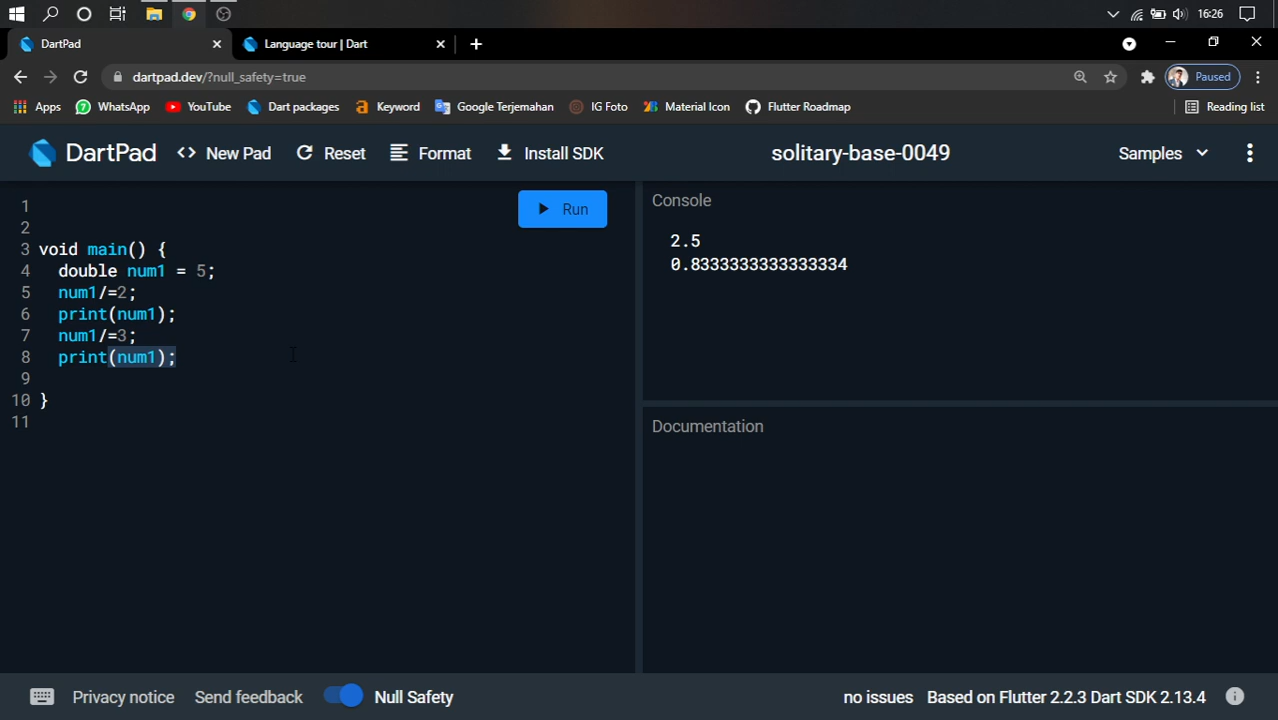 16:26
DartPad
Language tour | Dart
dartpad.dev/?null_safety=true
Paused
Apps
WhatsApp
YouTube
Dart packages
Keyword
Google Terjemahan
IG Foto
Material Icon
Flutter Roadmap
Reading list
DartPad
<> New Pad
Reset
Format
Install SDK
solitary-base-0049
Samples
Run
1
2
3 void main() {
4 double num1 = 5;
5 num1/=2;
6 print(num1);
7 num1/=3;
8 print(num1);
9
10 }
11
Console
2.5
0.8333333333333334
Documentation
Privacy notice
Send feedback
Null Safety
no issues
Based on Flutter 2.2.3 Dart SDK 2.13.4